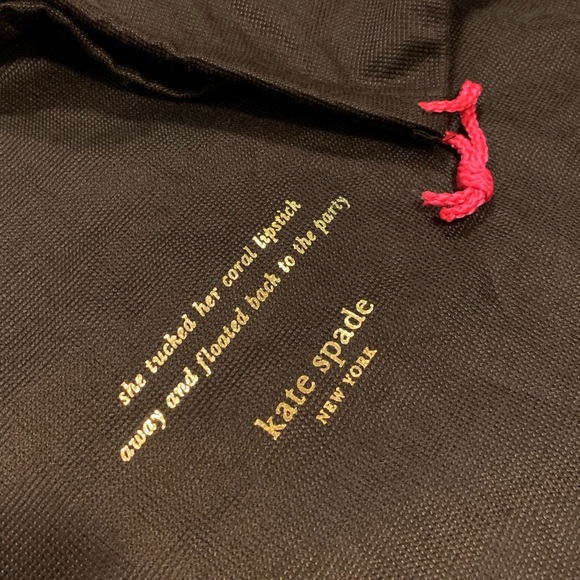 she tucked her coral lipstick
away and floated back to the party
kate spade
NEW YORK